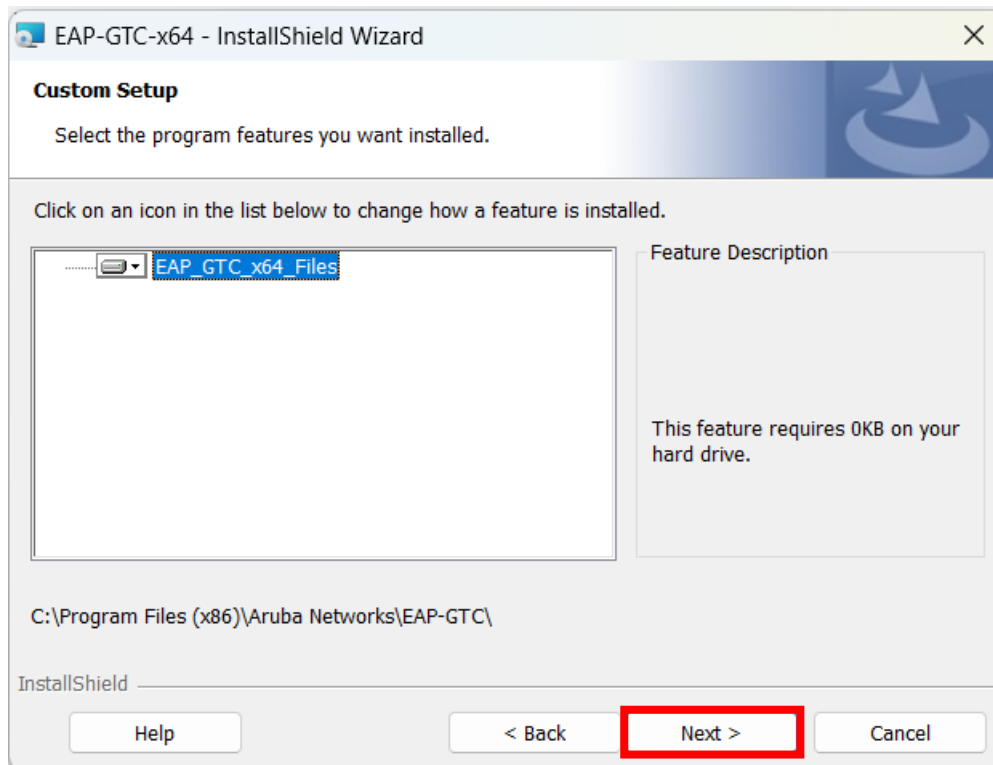 EAP-GTC-x64 - InstallShield Wizard
Custom Setup
Select the program features you want installed.
Click on an icon in the list below to change how a feature is installed.
EAP_GTC_x64_Files
Feature Description
This feature requires 0KB on your
hard drive.
C:\Program Files (x86)\Aruba Networks\EAP-GTC\
InstallShield
Help
< Back
Next >
Cancel